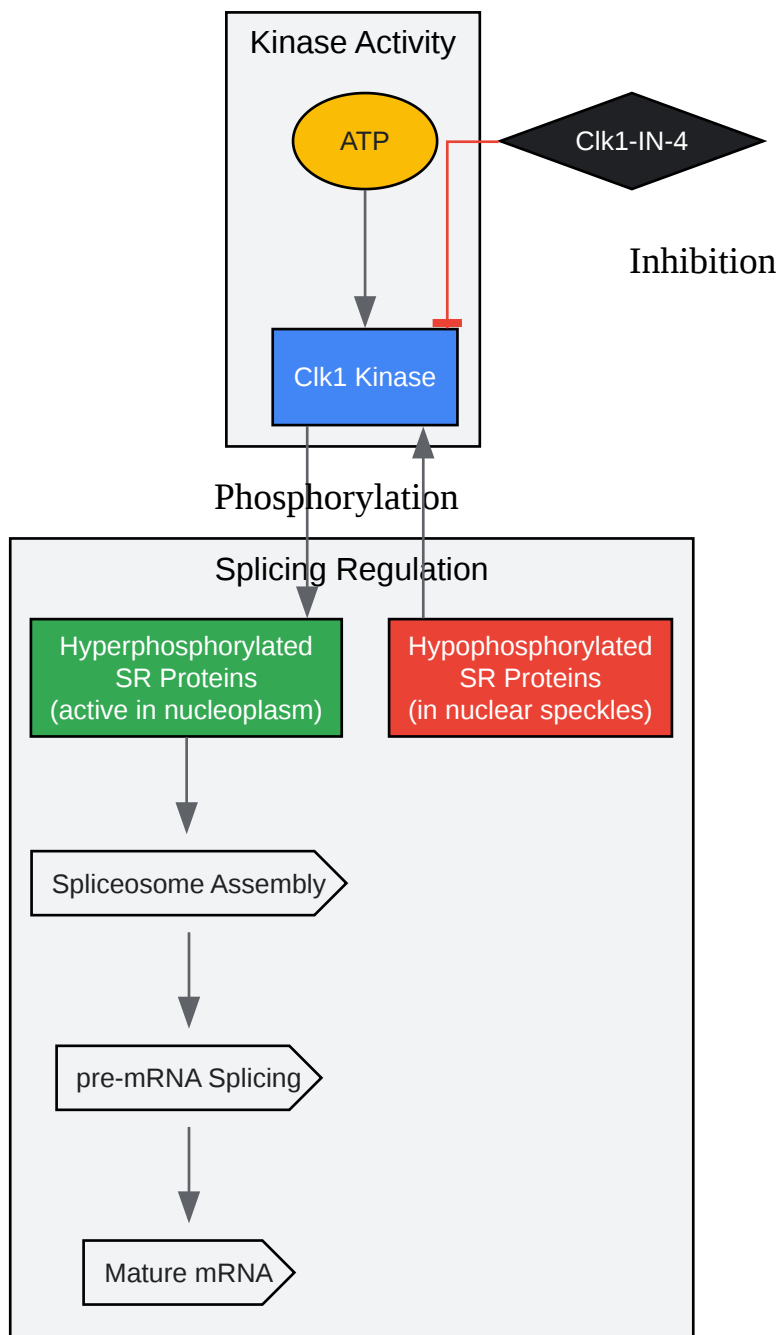 Kinase Activity
ATP
Clk1-IN-4
Inhibition
Clk1 Kinase
Phosphorylation
Splicing Regulation
Hyperphosphorylated
SR Proteins
(active in nucleoplasm)
Hypophosphorylated
SR Proteins
(in nuclear speckles)
Spliceosome Assembly
pre-mRNA Splicing
Mature mRNA